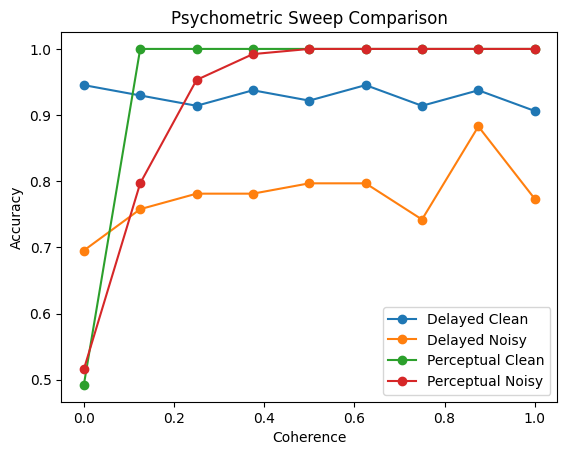 Psychometric Sweep Comparison
1.0
0.9
0.8
0.7
0.6
0.5
Accuracy
0.0 0.2 0.4 0.6 0.8 1.0
Coherence
Delayed Clean
Delayed Noisy
Perceptual Clean
Perceptual Noisy